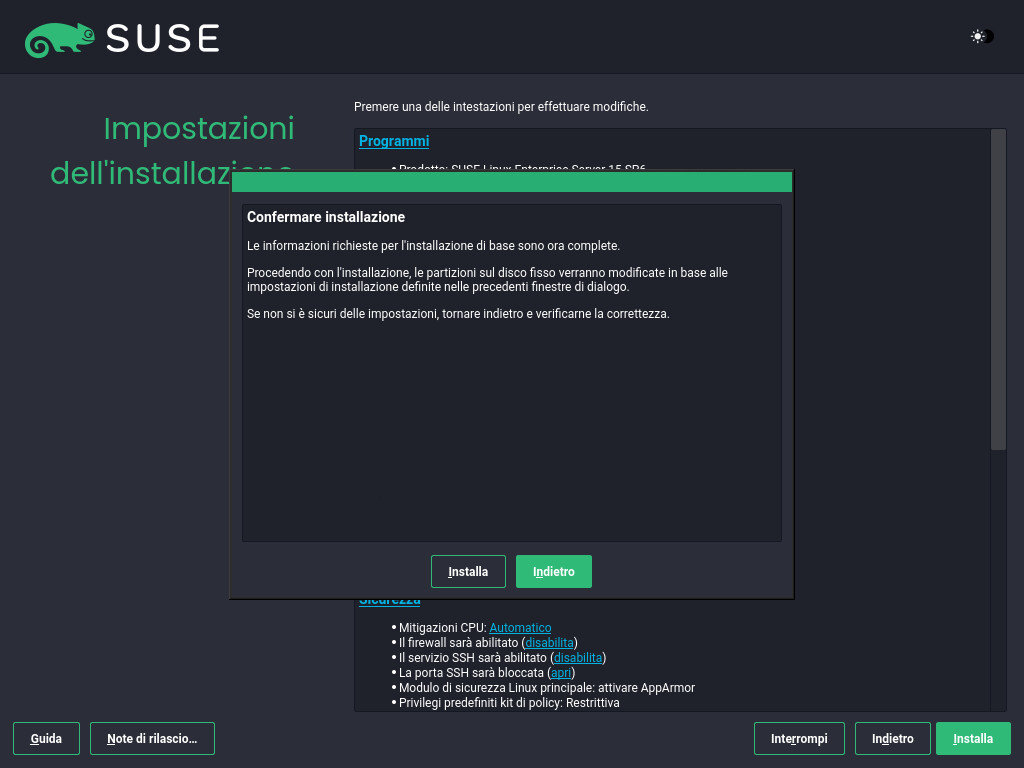 SUSE
Impostazioni
dell'installazione
Premere una delle intestazioni per effettuare modifiche.
Programmi
• Prodotto: SUSE Linux Enterprise Server 15 SP6
Confermare installazione
Le informazioni richieste per l'installazione di base sono ora complete.
Procedendo con l'installazione, le partizioni sul disco fisso verranno modificate in base alle
impostazioni di installazione definite nelle precedenti finestre di dialogo.
Se non si è sicuri delle impostazioni, tornare indietro e verificarne la correttezza.
Installa
Indietro
Sicurezza
• Mitigazioni CPU: Automatico
• Il firewall sarà abilitato (disabilita)
• Il servizio SSH sarà abilitato (disabilita)
• La porta SSH sarà bloccata (apri)
• Modulo di sicurezza Linux principale: attivare AppArmor
• Privilegi predefiniti kit di policy: Restrittiva
Guida
Note di rilascio...
Interrompi
Indietro
Installa